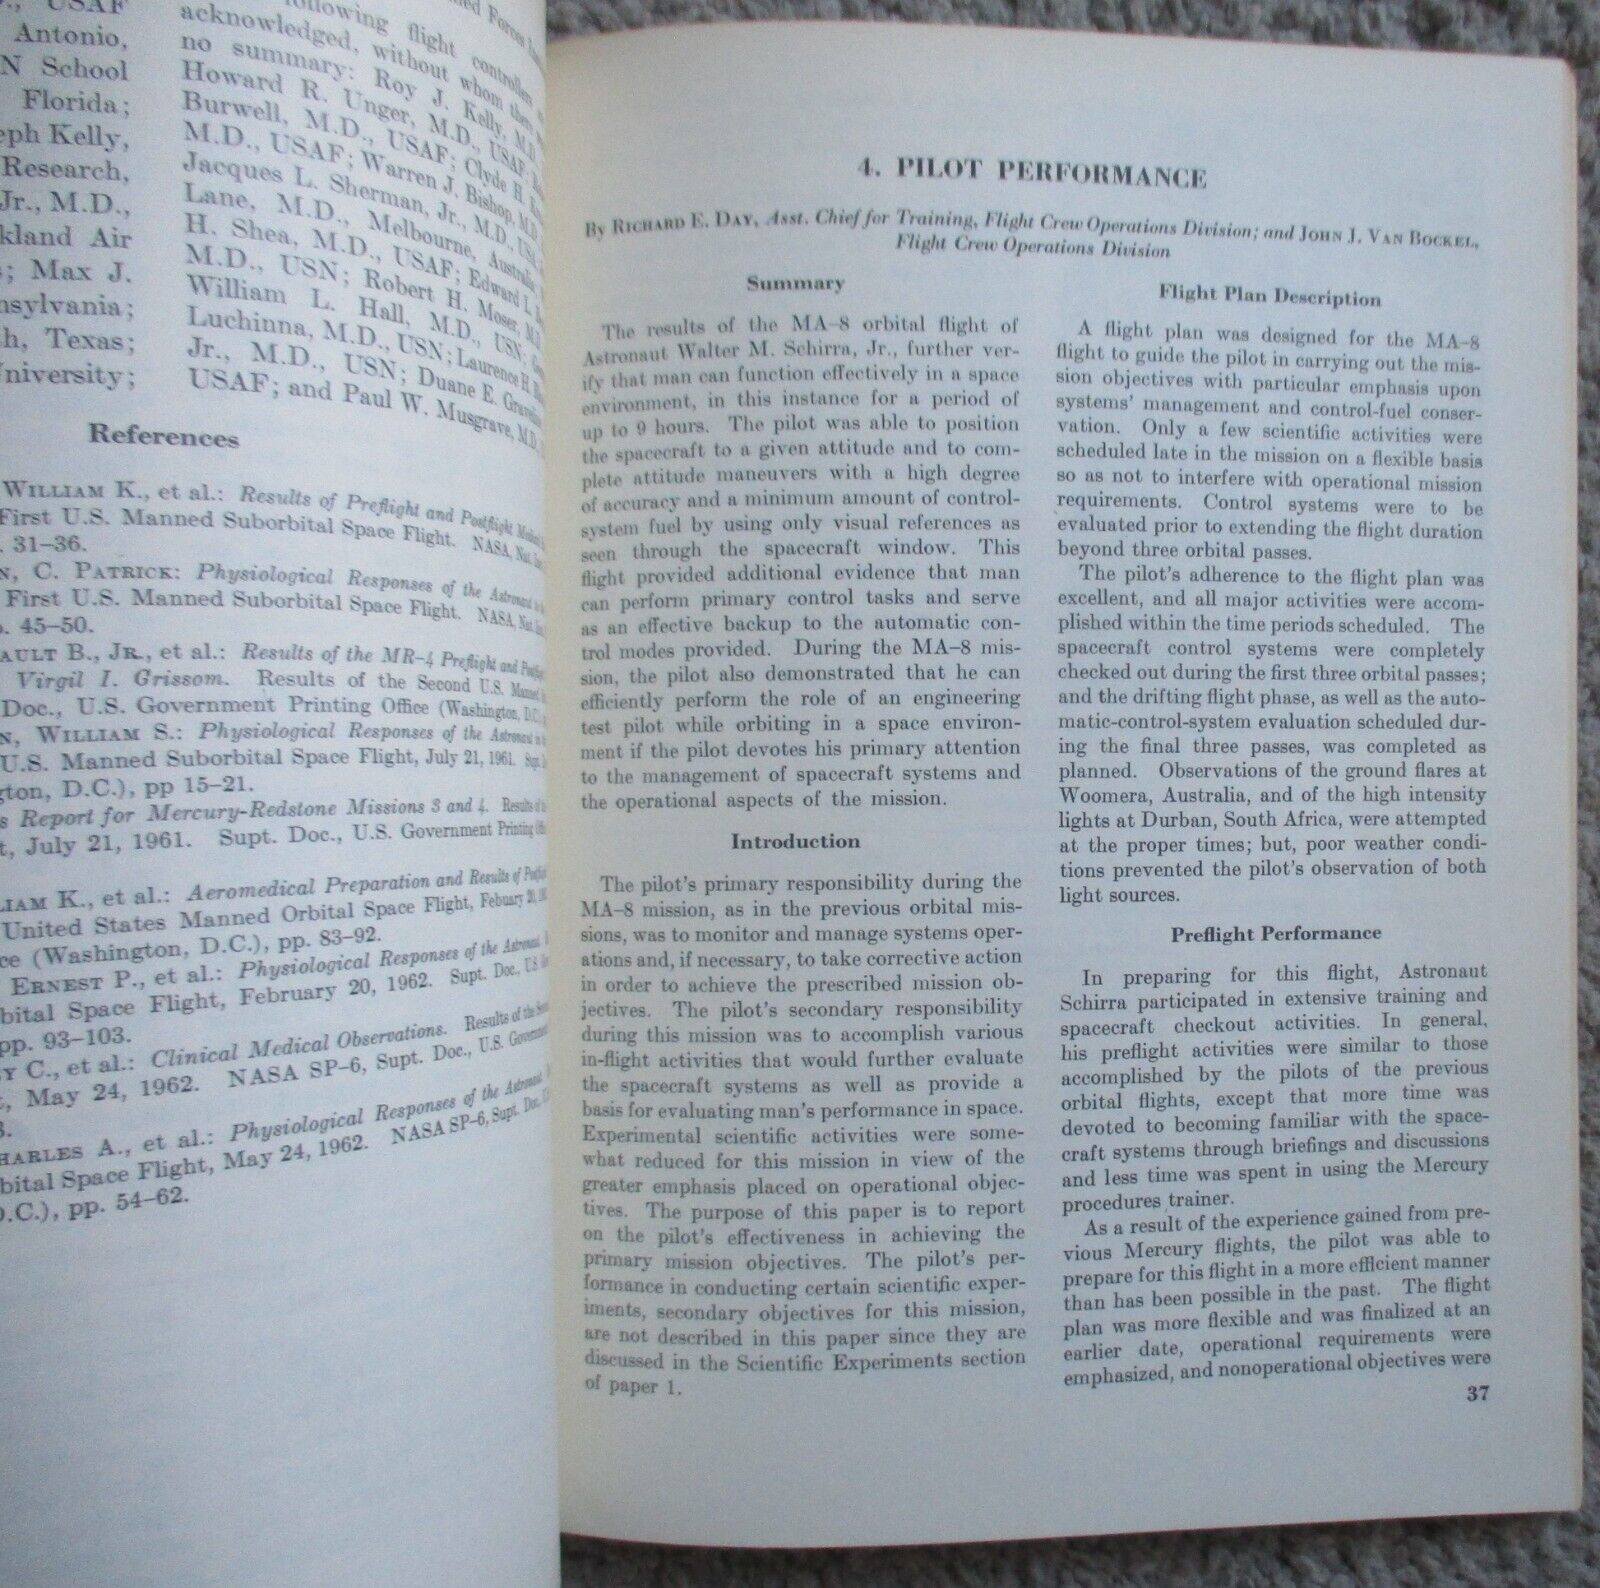 ., USAF
Antonio,
N School
Florida;
eph Kelly,
Research,
Jr., M.D.,
kland Air
; Max J.
nsylvania;
h, Texas;
University;
following flight controllers
acknowledged, without whom
no summary: Roy J. Kelly, M.D.
Howard R. Unger, M.D., USAF;
Burwell, M.D., USAF; Clyde H.
M.D., USAF; Warren J. Bishop, M.D.
Jacques L. Sherman, Jr., M.D., USA
Lane, M.D., Melbourne, Australia;
H. Shea, M.D., USAF; Edward L.
M.D., USN; Robert H. Moser, M.D.
William L. Hall, M.D., USN;
Luchinna, M.D., USN; Laurence H.
Jr., M.D., USN; Duane E. Graveline
USAF; and Paul W. Musgrave, M.D.
References
WILLIAM K., et al.: Results of Preflight and Postflight
First U.S. Manned Suborbital Space Flight. NASA,
. 31–36.
N, C. PATRICK: Physiological Responses of the Astronaut in
First U.S. Manned Suborbital Space Flight. NASA,
. 45–50.
AULT B., JR., et al.: Results of the MR–4 Preflight and
Virgil I. Grissom. Results of the Second U.S. Manned
Doc., U.S. Government Printing Office (Washington, D.C.)
N, WILLIAM S.: Physiological Responses of the Astronaut in
U.S. Manned Suborbital Space Flight, July 21, 1961.
gton, D.C.), pp 15–21.
s Report for Mercury-Redstone Missions 3 and 4. Results of
t, July 21, 1961. Supt. Doc., U.S. Government Printing
LIAM K., et al.: Aeromedical Preparation and Results of
United States Manned Orbital Space Flight, Febuary 20,
ce (Washington, D.C.), pp. 83–92.
ERNEST P., et al.: Physiological Responses of the Astronaut
bital Space Flight, February 20, 1962. Supt. Doc., U.S.
pp. 93–103.
EY C., et al.: Clinical Medical Observations. Results of the
t, May 24, 1962. NASA SP–6, Supt. Doc., U.S. Government
3.
HARLES A., et al.: Physiological Responses of the Astronaut
bital Space Flight, May 24, 1962. NASA SP–6, Supt. Doc.
D.C.), pp. 54–62.
4. PILOT PERFORMANCE
By RICHARD E. DAY, Asst. Chief for Training, Flight Crew Operations Division; and JOHN J. VAN BOCKEL,
Flight Crew Operations Division
Summary
The results of the MA–8 orbital flight of
Astronaut Walter M. Schirra, Jr., further ver-
ify that man can function effectively in a space
environment, in this instance for a period of
up to 9 hours. The pilot was able to position
the spacecraft to a given attitude and to com-
plete attitude maneuvers with a high degree
of accuracy and a minimum amount of control-
system fuel by using only visual references as
seen through the spacecraft window. This
flight provided additional evidence that man
can perform primary control tasks and serve
as an effective backup to the automatic con-
trol modes provided. During the MA–8 mis-
sion, the pilot also demonstrated that he can
efficiently perform the role of an engineering
test pilot while orbiting in a space environ-
ment if the pilot devotes his primary attention
to the management of spacecraft systems and
the operational aspects of the mission.
Introduction
The pilot's primary responsibility during the
MA–8 mission, as in the previous orbital mis-
sions, was to monitor and manage systems oper-
ations and, if necessary, to take corrective action
in order to achieve the prescribed mission ob-
jectives. The pilot's secondary responsibility
during this mission was to accomplish various
in-flight activities that would further evaluate
the spacecraft systems as well as provide a
basis for evaluating man's performance in space.
Experimental scientific activities were some-
what reduced for this mission in view of the
greater emphasis placed on operational objec-
tives. The purpose of this paper is to report
on the pilot's effectiveness in achieving the
primary mission objectives. The pilot's per-
formance in conducting certain scientific exper-
iments, secondary objectives for this mission,
are not described in this paper since they are
discussed in the Scientific Experiments section
of paper 1.
Flight Plan Description
A flight plan was designed for the MA–8
flight to guide the pilot in carrying out the mis-
sion objectives with particular emphasis upon
systems' management and control-fuel conser-
vation. Only a few scientific activities were
scheduled late in the mission on a flexible basis
so as not to interfere with operational mission
requirements. Control systems were to be
evaluated prior to extending the flight duration
beyond three orbital passes.
The pilot's adherence to the flight plan was
excellent, and all major activities were accom-
plished within the time periods scheduled. The
spacecraft control systems were completely
checked out during the first three orbital passes;
and the drifting flight phase, as well as the auto-
matic-control-system evaluation scheduled dur-
ing the final three passes, was completed as
planned. Observations of the ground flares at
Woomera, Australia, and of the high intensity
lights at Durban, South Africa, were attempted
at the proper times; but, poor weather condi-
tions prevented the pilot's observation of both
light sources.
Preflight Performance
In preparing for this flight, Astronaut
Schirra participated in extensive training and
spacecraft checkout activities. In general,
his preflight activities were similar to those
accomplished by the pilots of the previous
orbital flights, except that more time was
devoted to becoming familiar with the space-
craft systems through briefings and discussions
and less time was spent in using the Mercury
procedures trainer.
As a result of the experience gained from pre-
vious Mercury flights, the pilot was able to
prepare for this flight in a more efficient manner
than has been possible in the past. The flight
plan was more flexible and was finalized at an
earlier date, operational requirements were
emphasized, and nonoperational objectives were
37